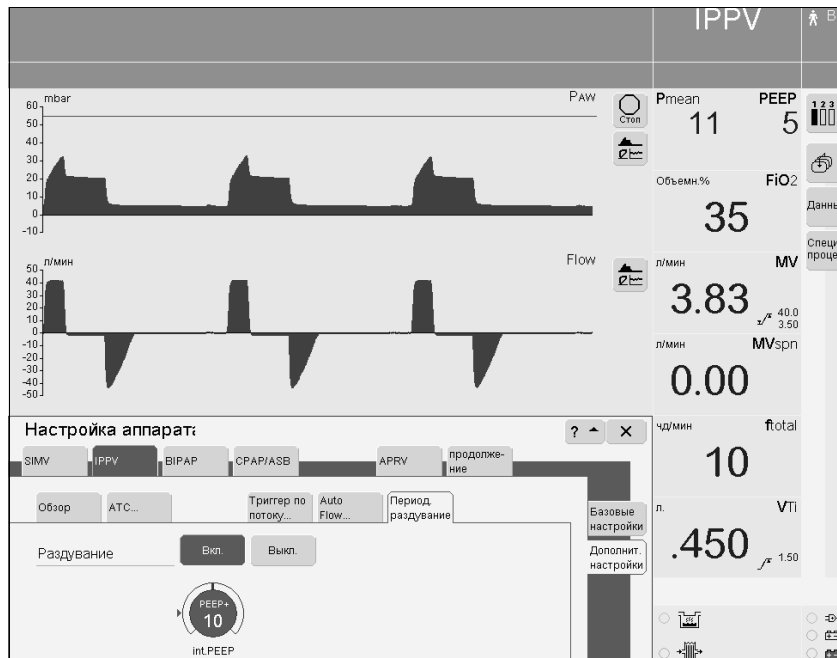 IPPV
B
mbar
Paw
60
50
40
30
20
10
0
-10
Стоп
Pmean
PEEP
11
5
1 2 3
Объемн.%
FiO2
35
Данны
Специ
проце
л/мин
Flow
50
40
30
20
10
0
-10
-20
-30
-40
-50
л/мин
MV
3.83
40.0
3.50
л/мин
MVspn
0.00
Настройка аппарата
? ✕
SIMV
IPPV
BIPAP
CPAP/ASB
APRV
продолже-
ние
чд/мин
ftotal
10
Обзор
ATC...
Триггер по
потоку...
Auto
Flow...
Период.
раздувание
Базовые
настройки
Дополнит.
настройки
Раздувание
Вкл.
Выкл.
л.
VTi
.450
1.50
PEEP+
10
int.PEEP